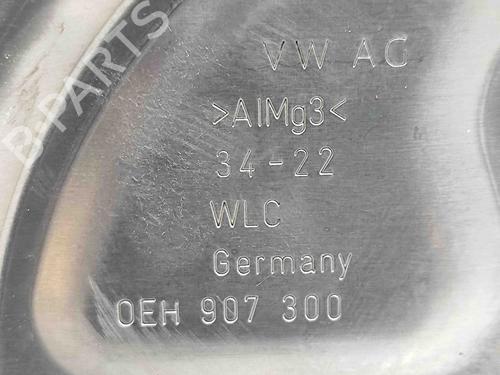 B-PARTS
VW AG
>AlMg3<
34-22
WLC
Germany
0EH 907 300